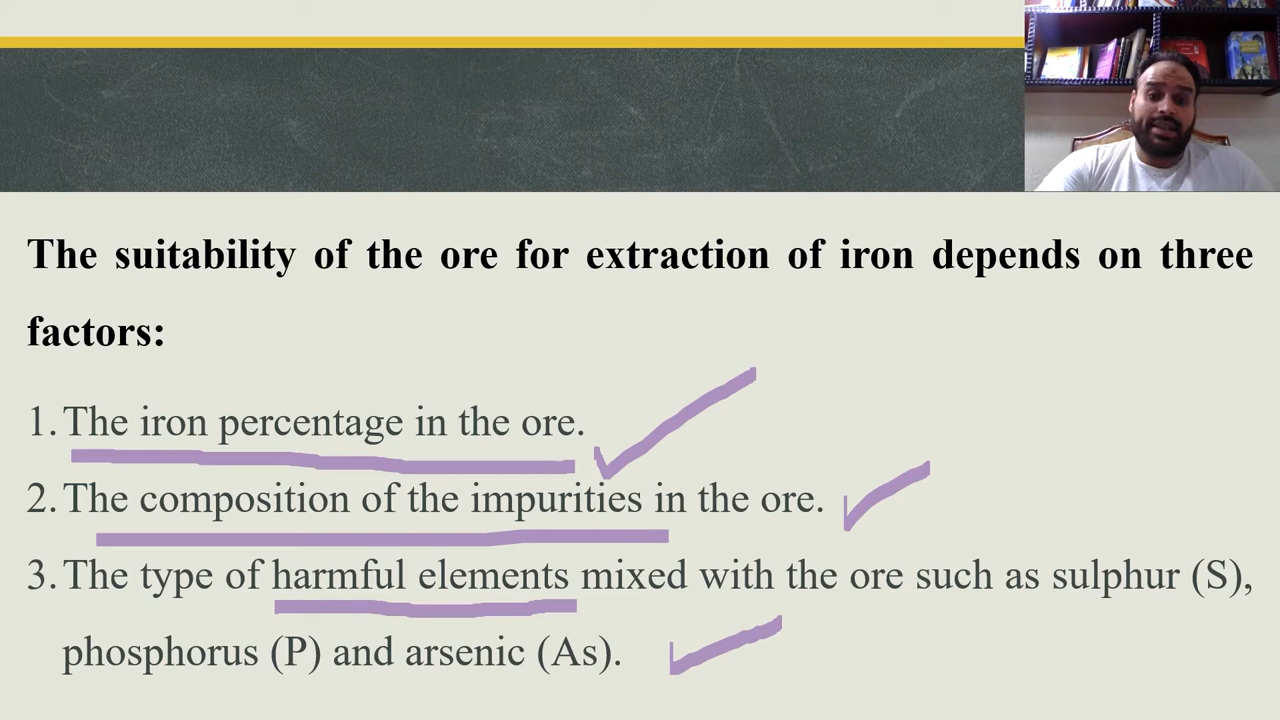 The suitability of the ore for extraction of iron depends on three
factors:
1. The iron percentage in the ore.
2. The composition of the impurities in the ore.
3. The type of harmful elements mixed with the ore such as sulphur (S),
phosphorus (P) and arsenic (As).